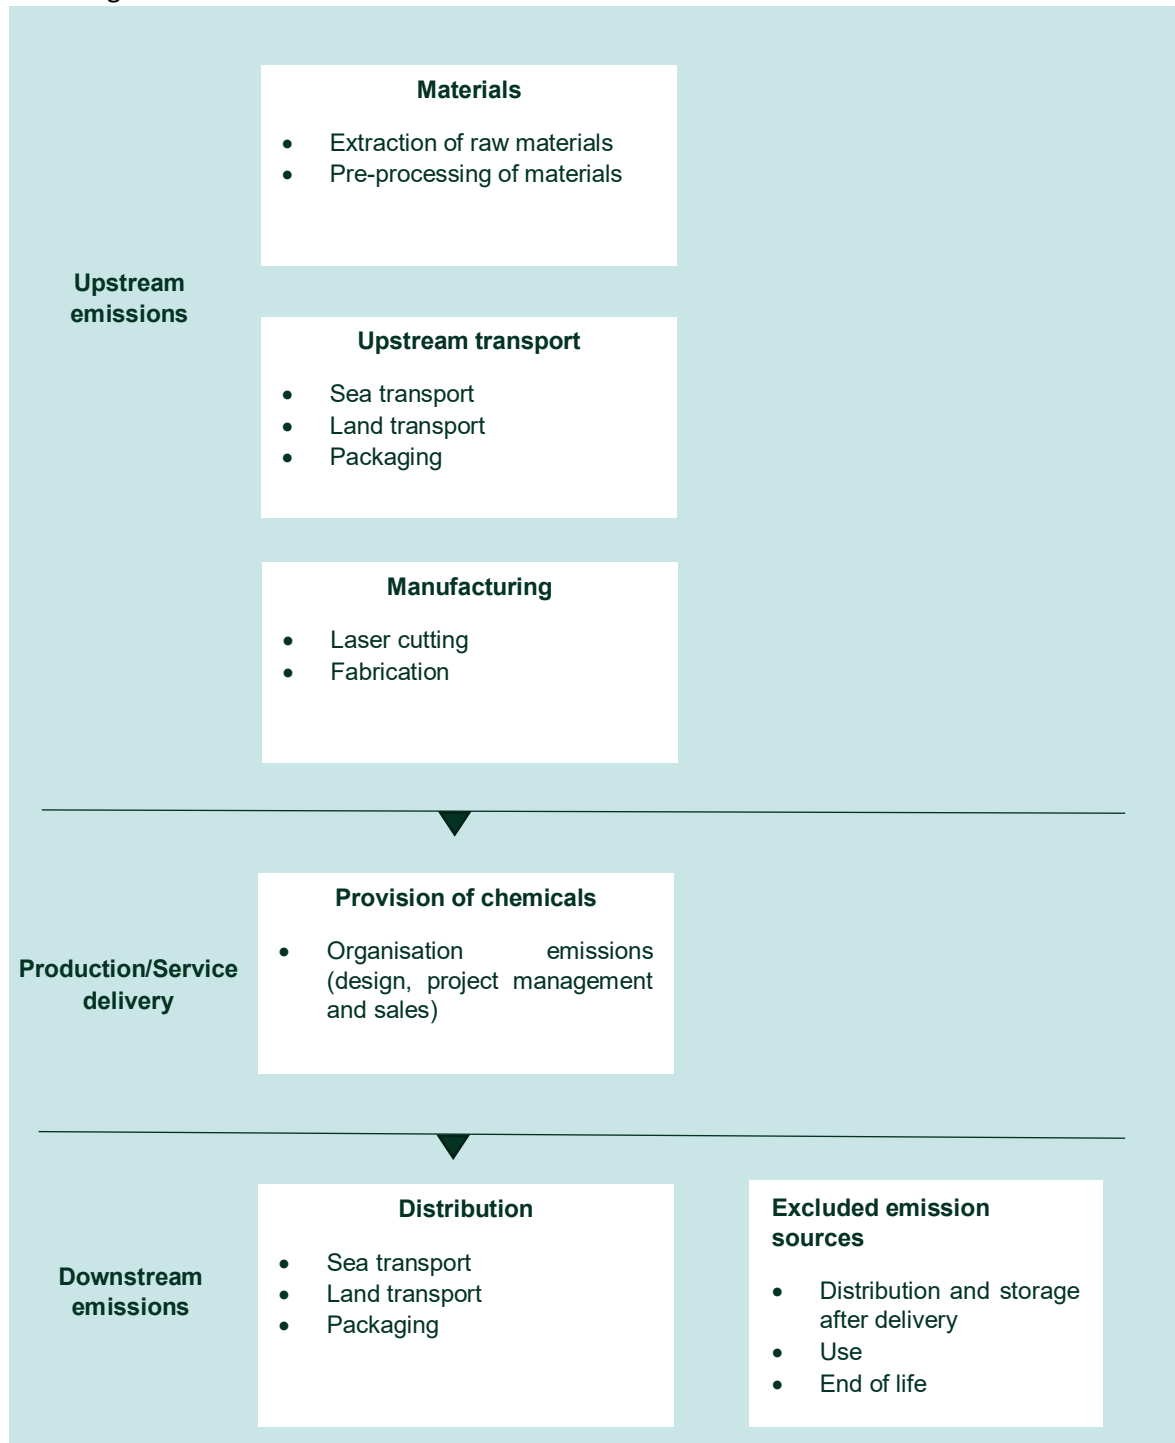 Materials
• Extraction of raw materials
• Pre-processing of materials
Upstream
emissions
Upstream transport
• Sea transport
• Land transport
• Packaging
Manufacturing
• Laser cutting
• Fabrication
Provision of chemicals
• Organisation emissions
(design, project management
and sales)
Production/Service
delivery
Distribution
• Sea transport
• Land transport
• Packaging
Downstream
emissions
Excluded emission
sources
• Distribution and storage
after delivery
• Use
• End of life